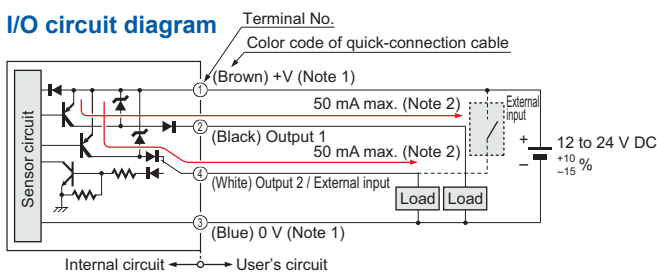 I/O circuit diagram
Terminal No.
Color code of quick-connection cable
(Brown) +V (Note 1)
1
50 mA max. (Note 2)
External
input
2
(Black) Output 1
50 mA max. (Note 2)
+
12 to 24 V DC
+10
−15 %
−
Sensor circuit
4
(White) Output 2 / External input
Load
Load
3
(Blue) 0 V (Note 1)
Internal circuit
User's circuit